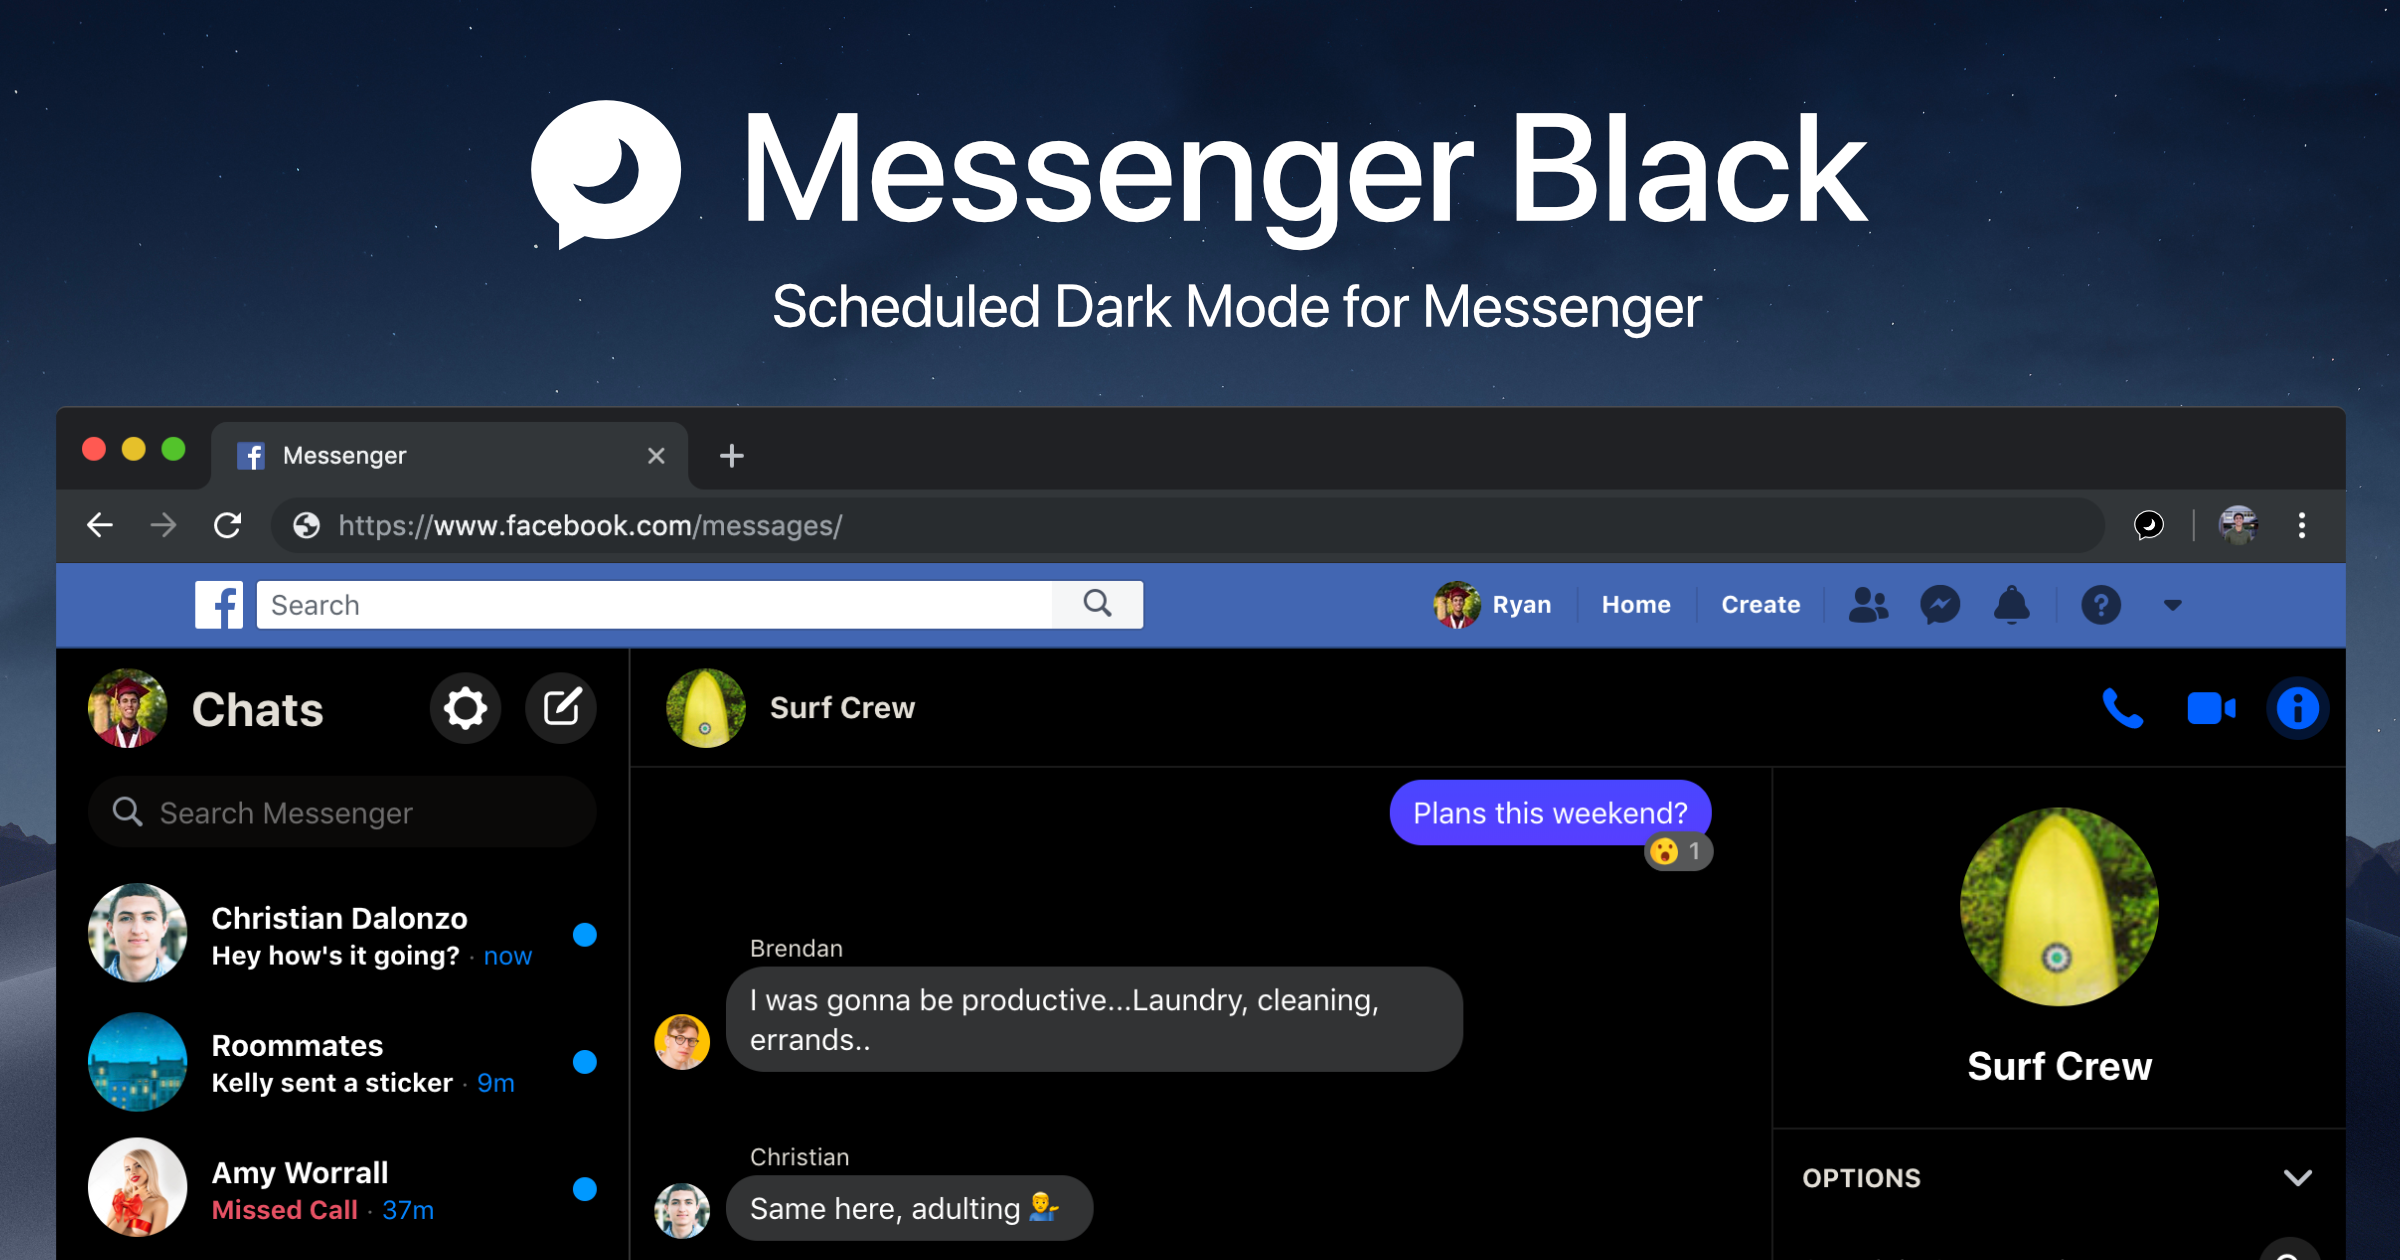 Messenger Black
Scheduled Dark Mode for Messenger
Messenger
https://www.facebook.com/messages/
Search
Ryan
Home
Create
Chats
Search Messenger
Christian Dalonzo
Hey how's it going? · now
Roommates
Kelly sent a sticker · 9m
Amy Worrall
Missed Call · 37m
Surf Crew
Plans this weekend?
😮 1
Brendan
I was gonna be productive...Laundry, cleaning,
errands..
Christian
Same here, adulting 💁‍♂️
Surf Crew
OPTIONS